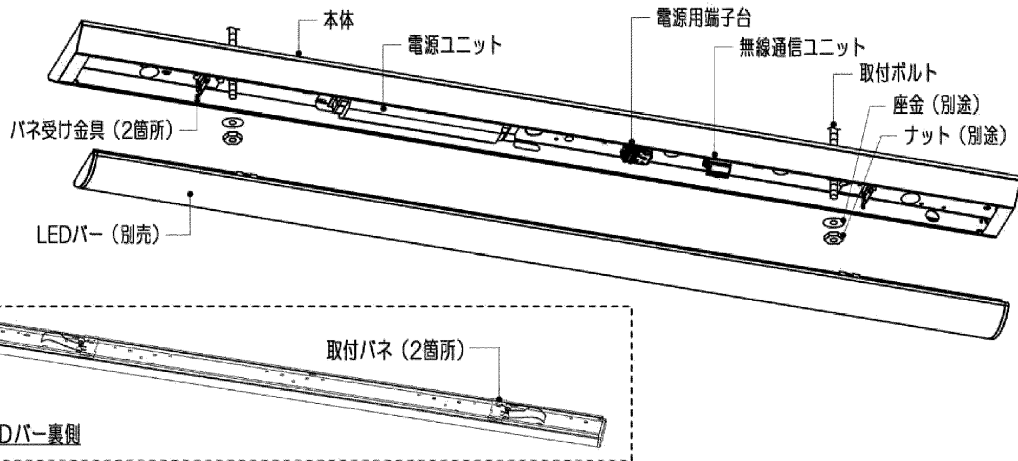 本体
電源用端子台
電源ユニット
無線通信ユニット
取付ボルト
座金（別途）
バネ受け金具（2箇所）
ナット（別途）
LEDバー（別売）
取付バネ（2箇所）
Dバー裏側